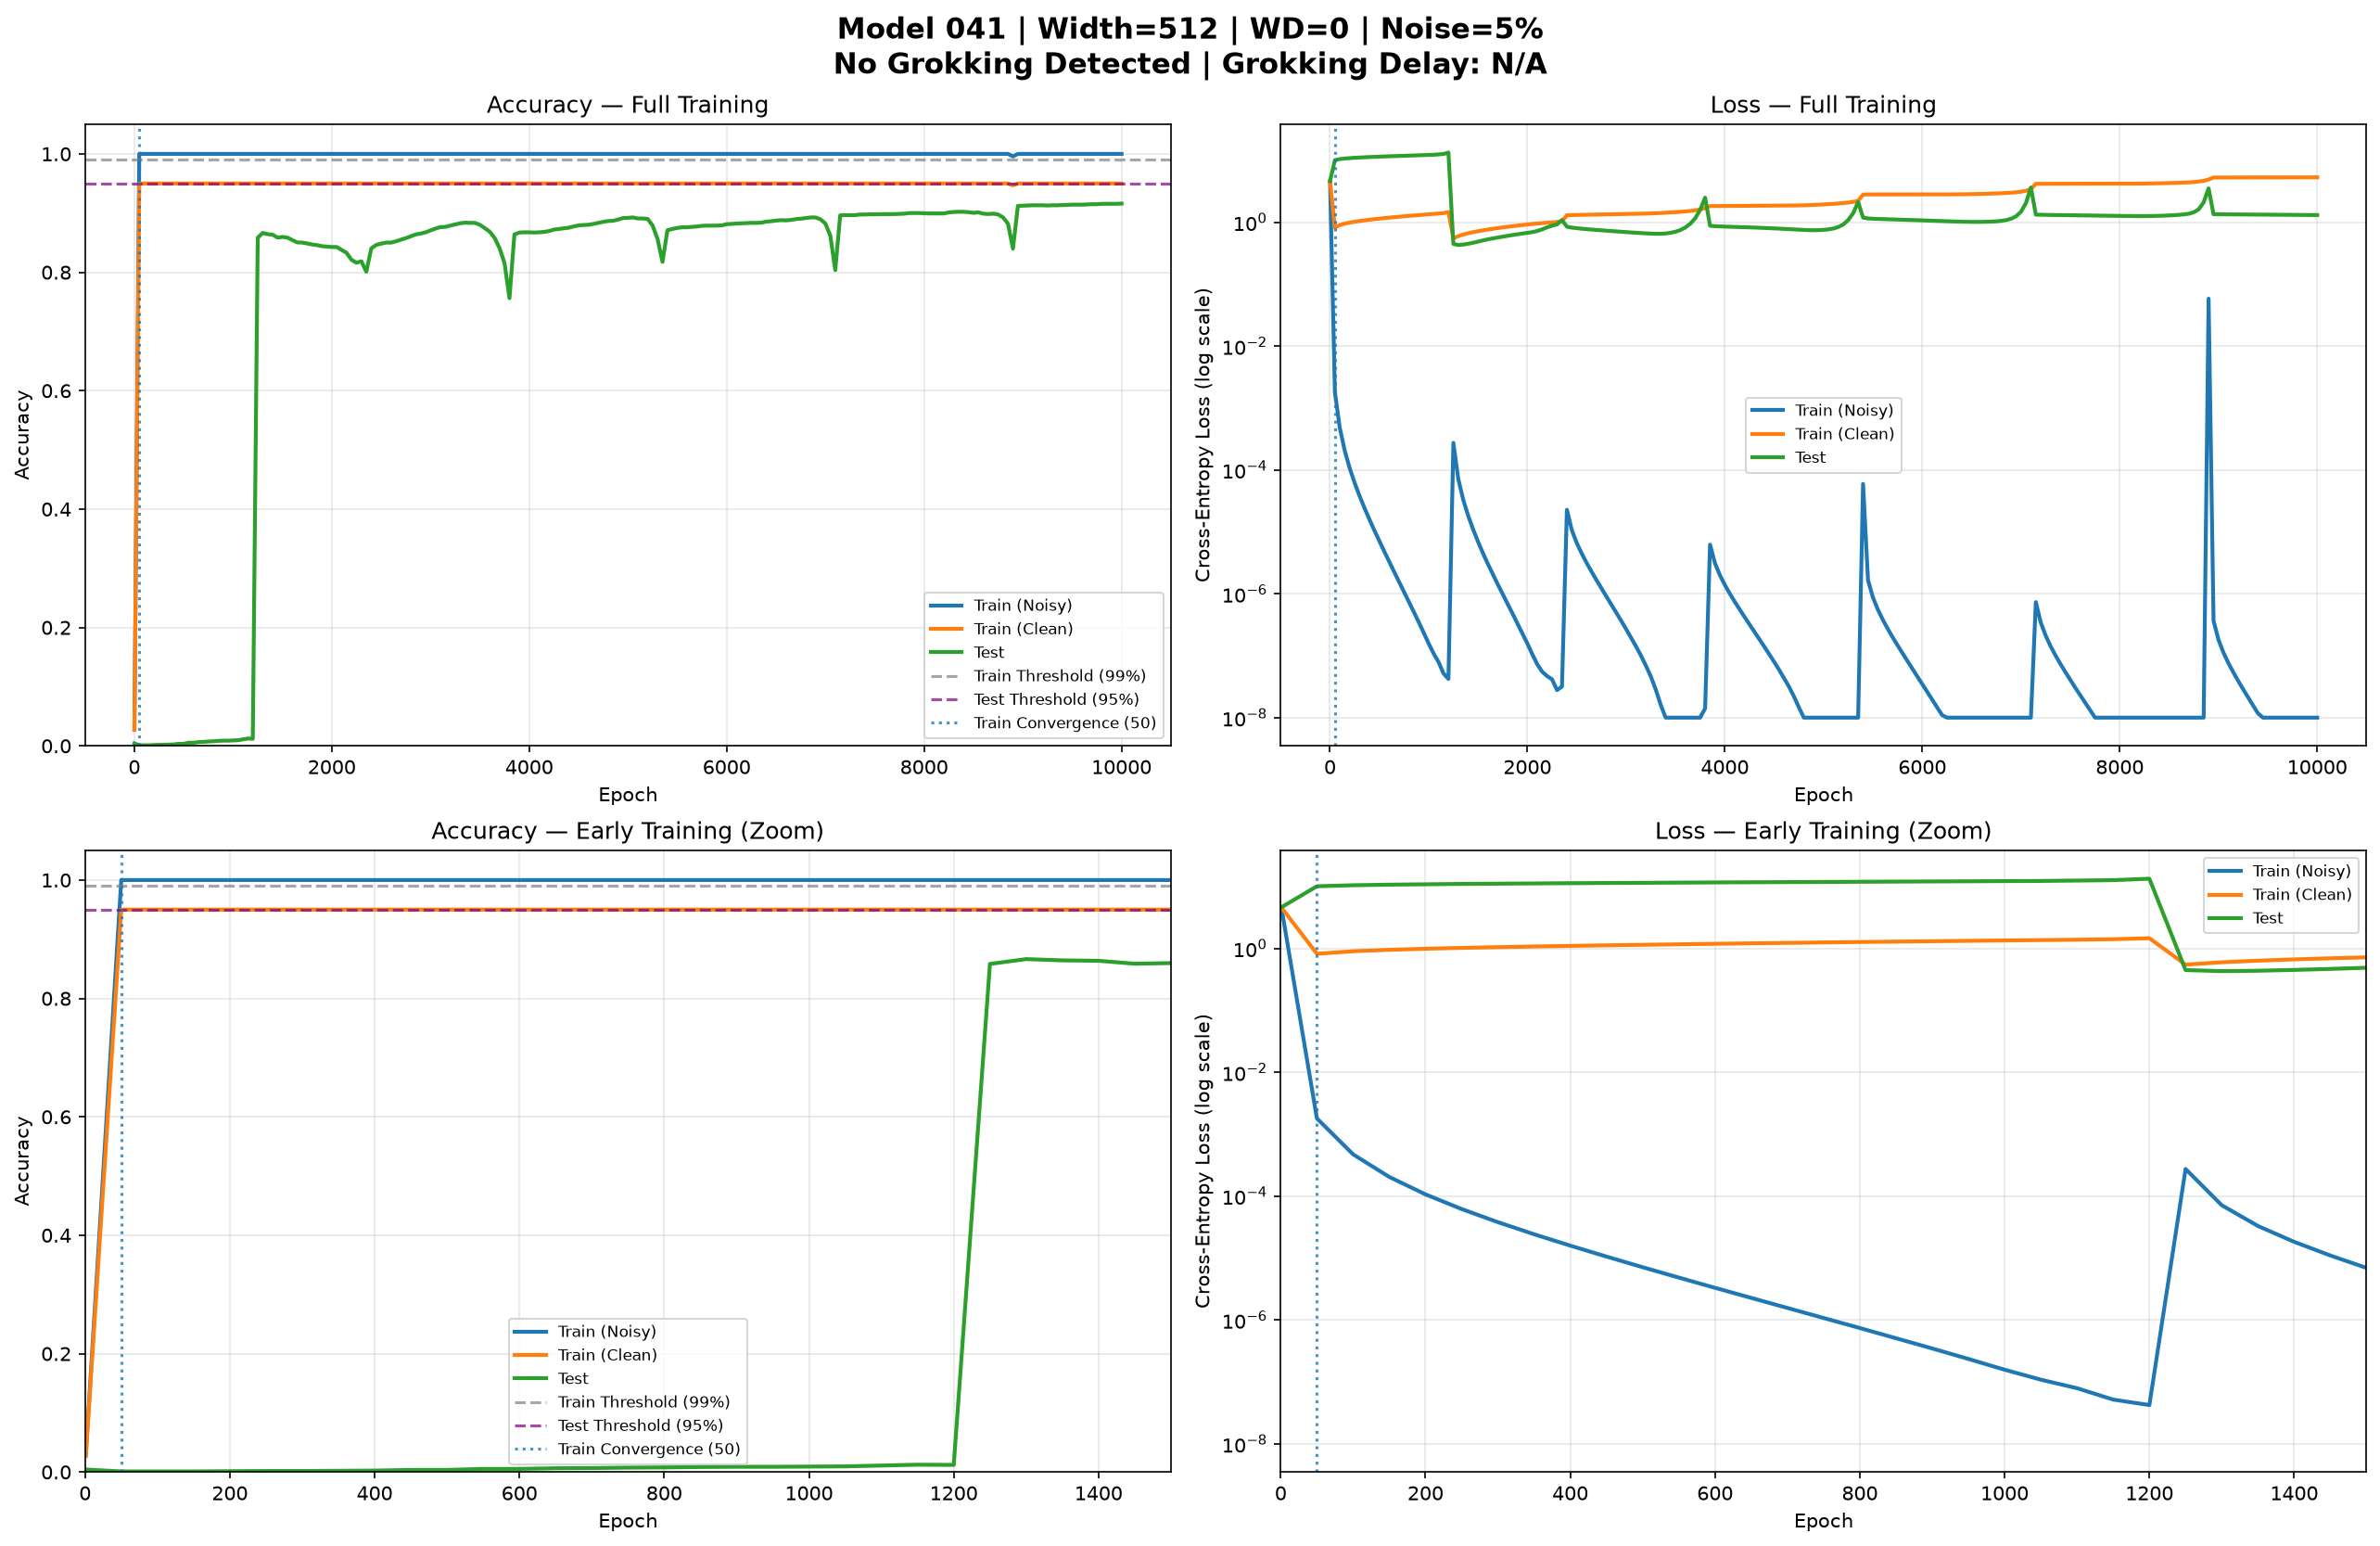 Model 041 | Width=512 | WD=0 | Noise=5%
No Grokking Detected | Grokking Delay: N/A
Accuracy — Full Training
Accuracy
1.0
0.8
0.6
0.4
0.2
0.0
0 2000 4000 6000 8000 10000
Epoch
Train (Noisy)
Train (Clean)
Test
Train Threshold (99%)
Test Threshold (95%)
Train Convergence (50)
Loss — Full Training
Cross-Entropy Loss (log scale)
10⁰
10⁻²
10⁻⁴
10⁻⁶
10⁻⁸
0 2000 4000 6000 8000 10000
Epoch
Train (Noisy)
Train (Clean)
Test
Accuracy — Early Training (Zoom)
Accuracy
1.0
0.8
0.6
0.4
0.2
0.0
0 200 400 600 800 1000 1200 1400
Epoch
Train (Noisy)
Train (Clean)
Test
Train Threshold (99%)
Test Threshold (95%)
Train Convergence (50)
Loss — Early Training (Zoom)
Cross-Entropy Loss (log scale)
10⁰
10⁻²
10⁻⁴
10⁻⁶
10⁻⁸
0 200 400 600 800 1000 1200 1400
Epoch
Train (Noisy)
Train (Clean)
Test